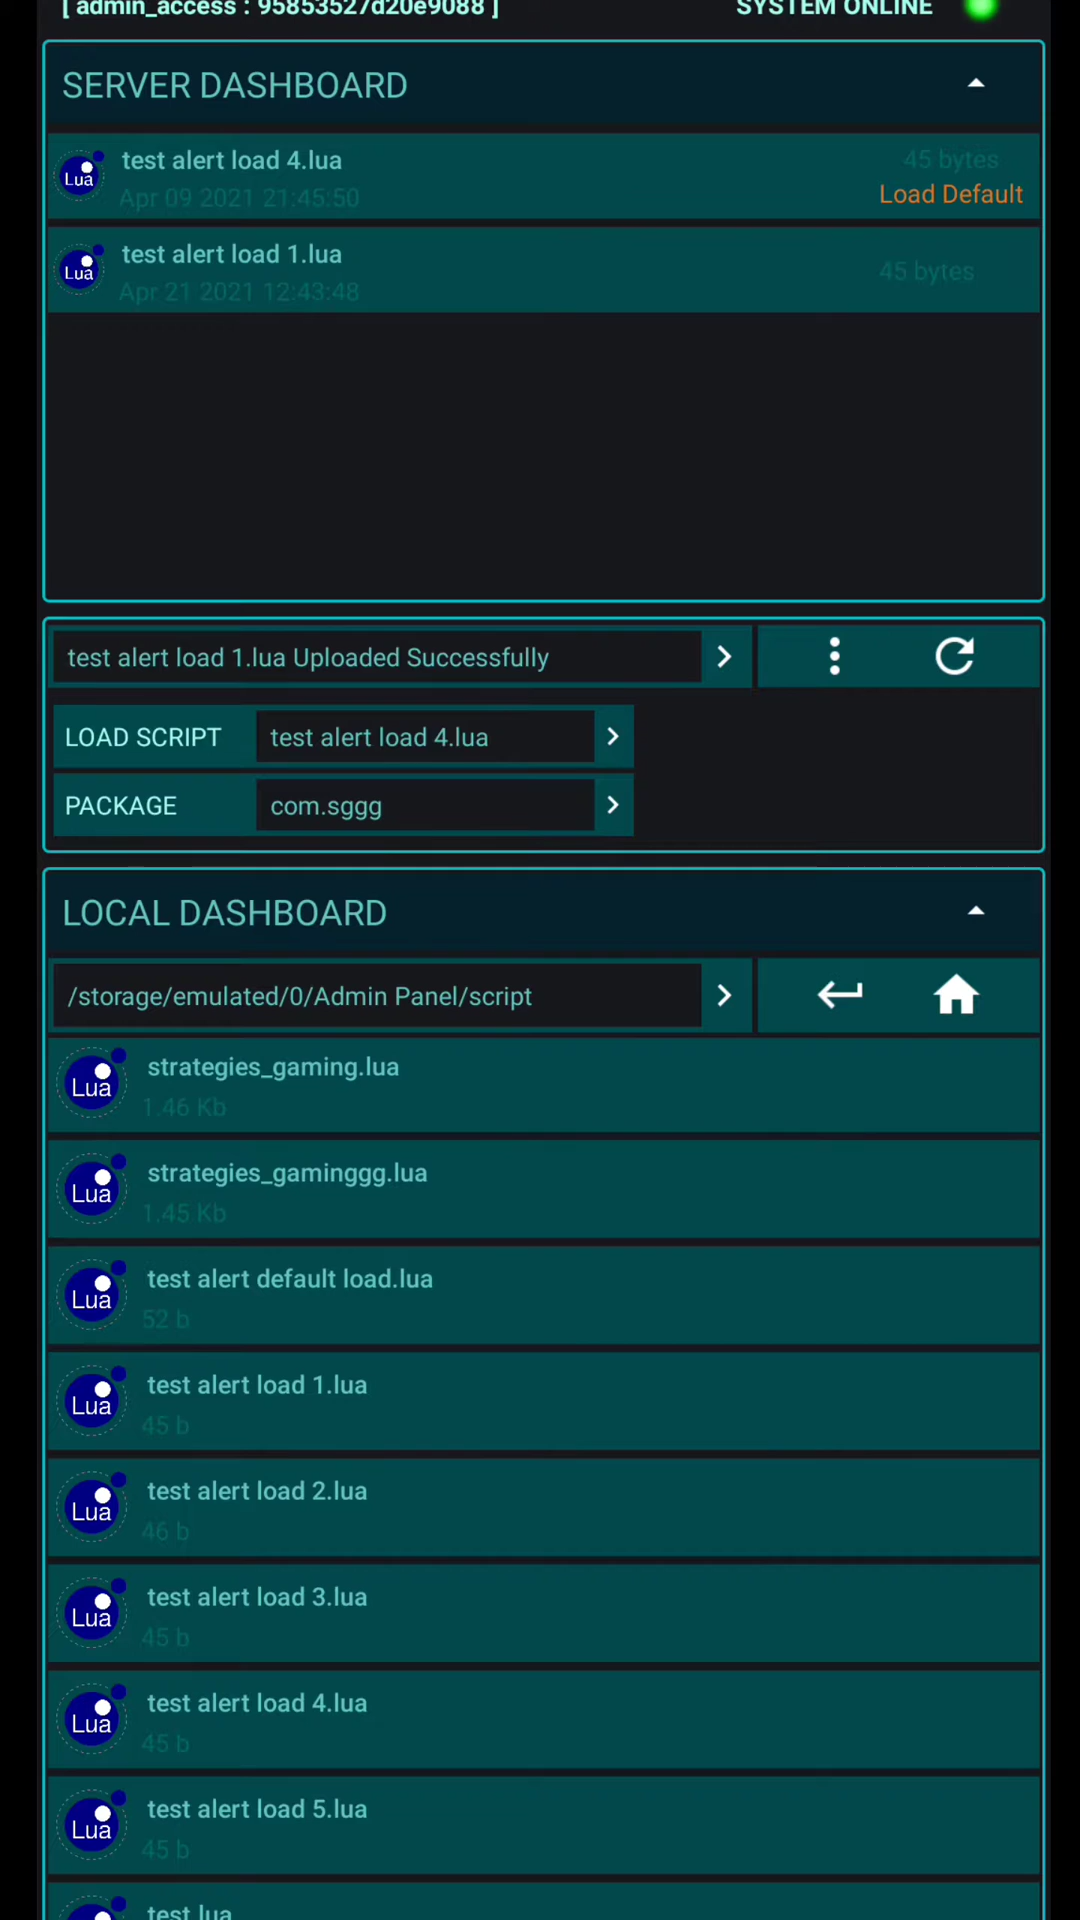 [ admin_access : 95853527d20e9088 ]
SYSTEM ONLINE
SERVER DASHBOARD
Lua
test alert load 4.lua
45 bytes
Apr 09 2021 21:45:50
Load Default
Lua
test alert load 1.lua
Apr 21 2021 12:43:48
45 bytes
test alert load 1.lua Uploaded Successfully
LOAD SCRIPT
test alert load 4.lua
PACKAGE
com.sggg
LOCAL DASHBOARD
/storage/emulated/0/Admin Panel/script
Lua
strategies_gaming.lua
1.46 Kb
Lua
strategies_gaminggg.lua
1.45 Kb
Lua
test alert default load.lua
52 b
Lua
test alert load 1.lua
45 b
Lua
test alert load 2.lua
46 b
Lua
test alert load 3.lua
45 b
Lua
test alert load 4.lua
45 b
Lua
test alert load 5.lua
45 b
test.lua